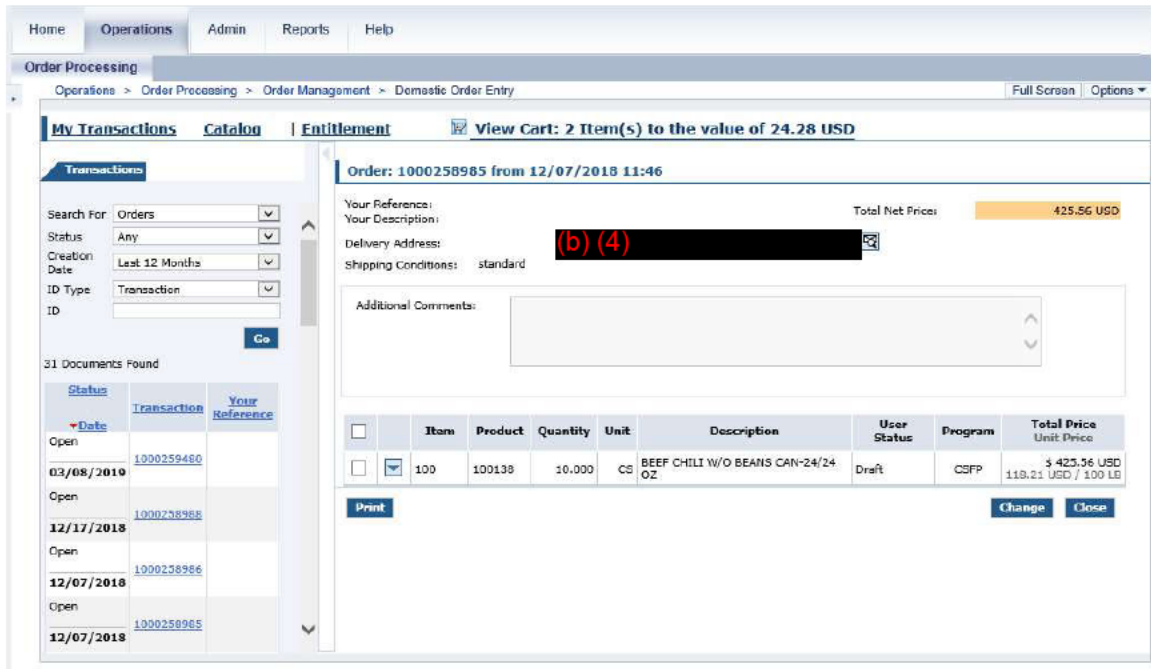 Home Operations Admin Reports Help
Order Processing
Operations > Order Processing > Order Management > Domestic Order Entry
Full Screen Options
My Transactions Catalog | Entitlement View Cart: 2 Item(s) to the value of 24.28 USD
Transactions
Search For Orders
Status Any
Creation Date Last 12 Months
ID Type Transaction
ID
Go
31 Documents Found
Status
Date Transaction Your Reference
Open
03/08/2019 1000259480
Open
12/17/2018 1000258988
Open
12/07/2018 1000258986
Open
12/07/2018 1000258985
Order: 1000258985 from 12/07/2018 11:46
Your Reference:
Your Description:
Total Net Price: 425.56 USD
Delivery Address: (b) (4)
Shipping Conditions: standard
Additional Comments:
Item Product Quantity Unit Description User Status Program Total Price Unit Price
100 100138 10.000 CS BEEF CHILI W/O BEANS CAN-24/24 OZ Draft CSFP $ 425.56 USD
118.21 USD / 100 LB
Print Change Close